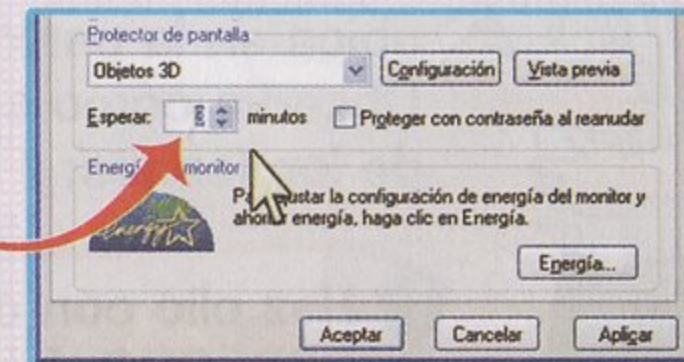 Protector de pantalla
Objetos 3D
Configuración
Vista previa
Esperar:
minutos
Proteger con contraseña al reanudar
monitor
la configuración de energía del monitor y
energía, haga clic en Energía.
energy
Energía...
Aceptar
Cancelar
Aplicar